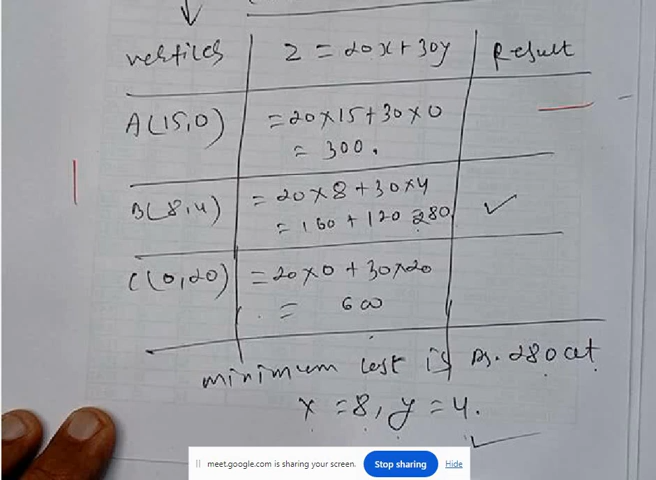 vertices Z = 20x + 30y Result
A(15,0) = 20×15 + 30×0
= 300.
B(8,4) = 20×8 + 30×4
= 160 + 120 280 ✓
C(0,20) = 20×0 + 30×20
= 600
minimum cost is Rs. 280 at
x = 8, y = 4.
meet.google.com is sharing your screen. Stop sharing Hide